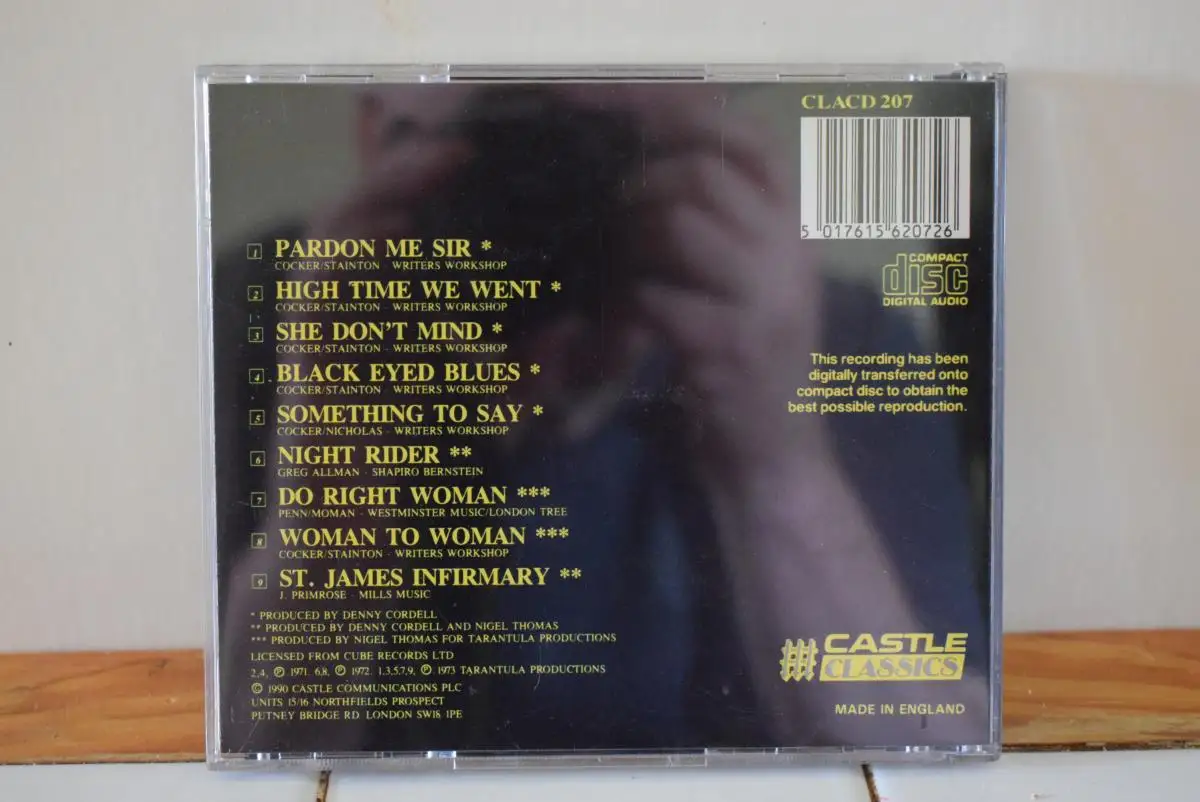 CLACD 207
5 017615 620726
COMPACT
disc
DIGITAL AUDIO
1 PARDON ME SIR *
COCKER/STAINTON - WRITERS WORKSHOP
2 HIGH TIME WE WENT *
COCKER/STAINTON - WRITERS WORKSHOP
3 SHE DON'T MIND *
COCKER/STAINTON - WRITERS WORKSHOP
4 BLACK EYED BLUES *
COCKER/STAINTON - WRITERS WORKSHOP
5 SOMETHING TO SAY *
COCKER/NICHOLAS - WRITERS WORKSHOP
6 NIGHT RIDER **
GREG ALLMAN - SHAPIRO BERNSTEIN
7 DO RIGHT WOMAN ***
PENN/MOMAN - WESTMINSTER MUSIC/LONDON TREE
8 WOMAN TO WOMAN ***
COCKER/STAINTON - WRITERS WORKSHOP
9 ST. JAMES INFIRMARY **
J. PRIMROSE - MILLS MUSIC
This recording has been
digitally transferred onto
compact disc to obtain the
best possible reproduction.
* PRODUCED BY DENNY CORDELL
** PRODUCED BY DENNY CORDELL AND NIGEL THOMAS
*** PRODUCED BY NIGEL THOMAS FOR TARANTULA PRODUCTIONS
LICENSED FROM CUBE RECORDS LTD
2,4, ℗ 1971. 6,8, ℗ 1972. 1,3,5,7,9, ℗ 1973 TARANTULA PRODUCTIONS
© 1990 CASTLE COMMUNICATIONS PLC
UNITS 15/16 NORTHFIELDS PROSPECT
PUTNEY BRIDGE RD. LONDON SW18 1PE
CASTLE
CLASSICS
MADE IN ENGLAND